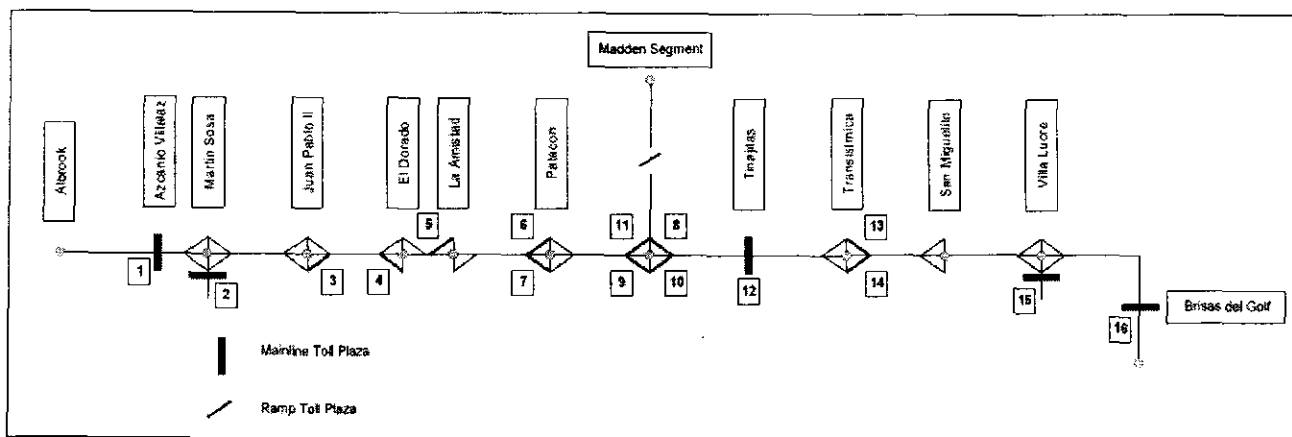 Madden Segment
Albrook
Azcanio Villalaz
Martin Sosa
Juan Pablo II
El Dorado
La Amistad
Patacon
Tinajitas
Transisimica
San Miguelito
Villa Lucre
5
6
11
8
13
1
2
3
4
7
9
10
12
14
15
16
Brisas del Golf
Mainline Toll Plaza
Ramp Toll Plaza